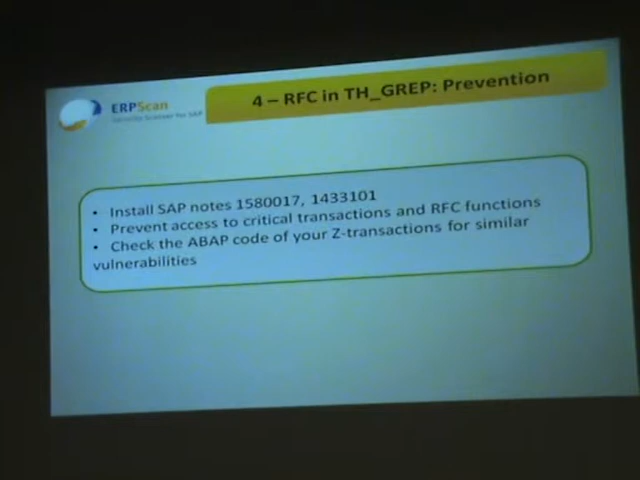 ERPScan
Security Scanner for SAP
4 – RFC in TH_GREP: Prevention
• Install SAP notes 1580017, 1433101
• Prevent access to critical transactions and RFC functions
• Check the ABAP code of your Z-transactions for similar
vulnerabilities